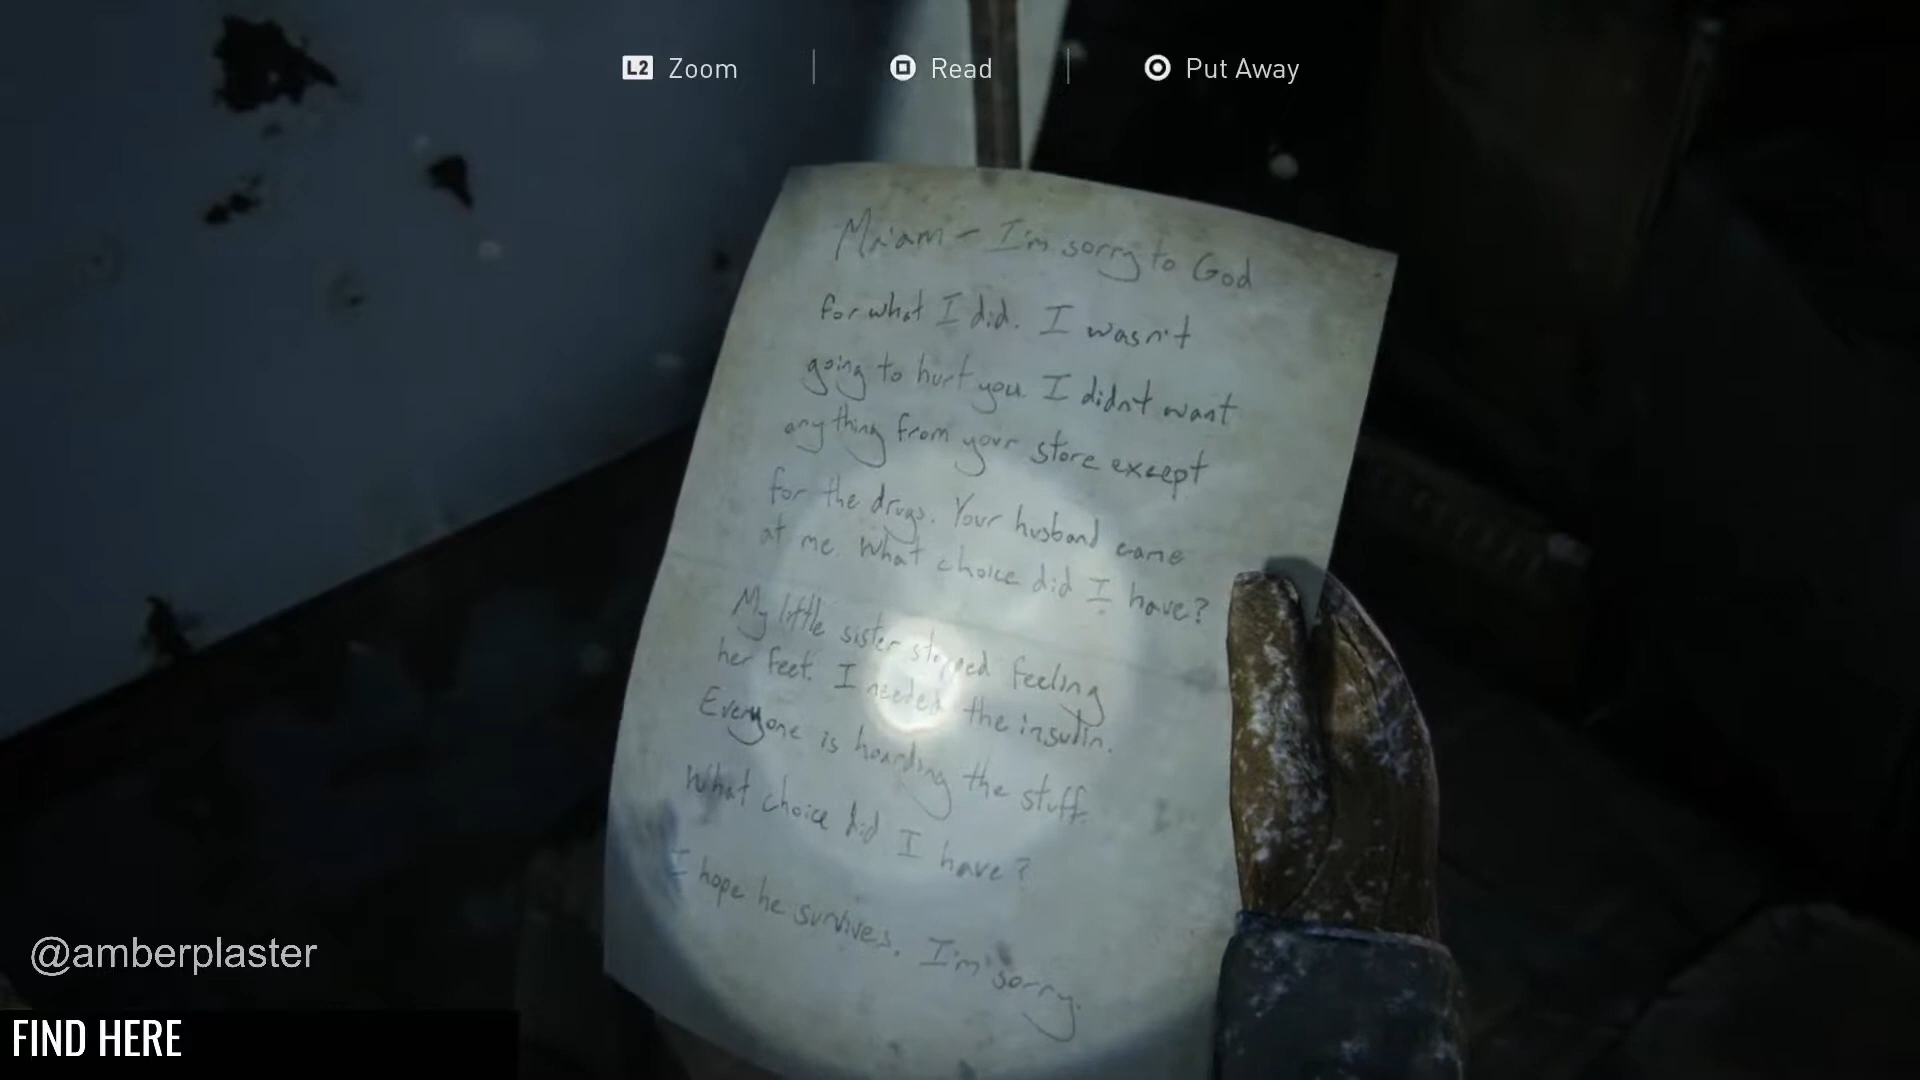 L2 Zoom
Read
Put Away
Ma'am - I'm sorry to God
for what I did. I wasn't
going to hurt you. I didn't want
anything from your store except
for the drugs. Your husband came
at me. What choice did I have?
My little sister stopped feeling
her feet. I needed the insulin.
Everyone is hoarding the stuff.
What choice did I have?
I hope he survives. I'm sorry.
@amberplaster
FIND HERE